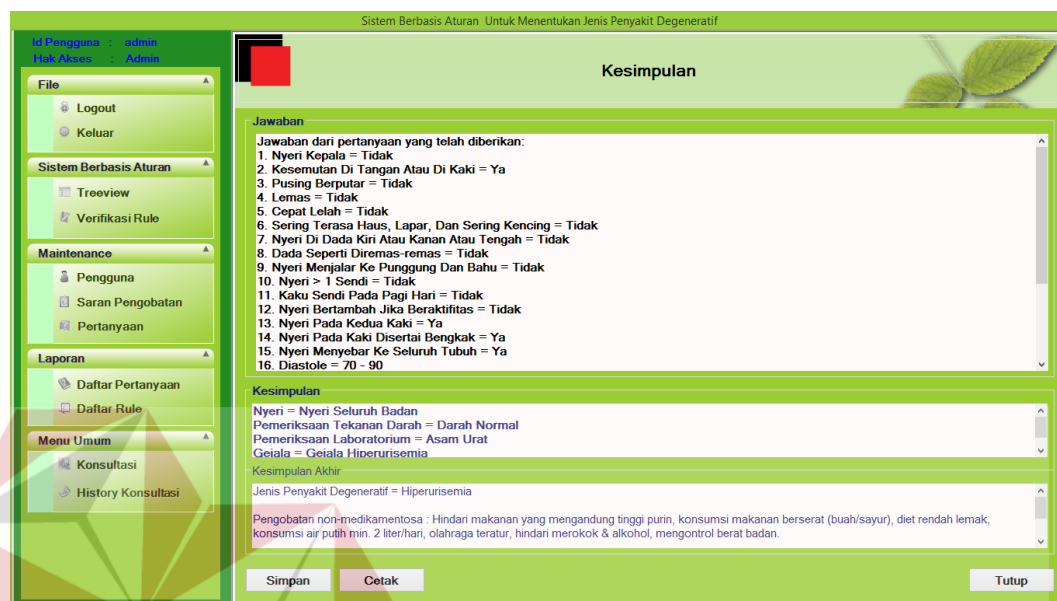 Sistem Berbasis Aturan Untuk Menentukan Jenis Penyakit Degeneratif
Id Pengguna : admin
Hak Akses : Admin
File
Logout
Keluar
Sistem Berbasis Aturan
Treeview
Verifikasi Rule
Maintenance
Pengguna
Saran Pengobatan
Pertanyaan
Laporan
Daftar Pertanyaan
Daftar Rule
Menu Umum
Konsultasi
History Konsultasi
Kesimpulan
Jawaban
Jawaban dari pertanyaan yang telah diberikan:
1. Nyeri Kepala = Tidak
2. Kesemutan Di Tangan Atau Di Kaki = Ya
3. Pusing Berputar = Tidak
4. Lemas = Tidak
5. Cepat Lelah = Tidak
6. Sering Terasa Haus, Lapar, Dan Sering Kencing = Tidak
7. Nyeri Di Dada Kiri Atau Kanan Atau Tengah = Tidak
8. Dada Seperti Diremas-remas = Tidak
9. Nyeri Menjalar Ke Punggung Dan Bahu = Tidak
10. Nyeri > 1 Sendi = Tidak
11. Kaku Sendi Pada Pagi Hari = Tidak
12. Nyeri Bertambah Jika Beraktifitas = Tidak
13. Nyeri Pada Kedua Kaki = Ya
14. Nyeri Pada Kaki Disertai Bengkak = Ya
15. Nyeri Menyebar Ke Seluruh Tubuh = Ya
16. Diastole = 70 - 90
Kesimpulan
Nyeri = Nyeri Seluruh Badan
Pemeriksaan Tekanan Darah = Darah Normal
Pemeriksaan Laboratorium = Asam Urat
Gejala = Gejala Hiperurisemia
Kesimpulan Akhir
Jenis Penyakit Degeneratif = Hiperurisemia
Pengobatan non-medikamentosa : Hindari makanan yang mengandung tinggi purin, konsumsi makanan berserat (buah/sayur), diet rendah lemak,
konsumsi air putih min. 2 liter/hari, olahraga teratur, hindari merokok & alkohol, mengontrol berat badan.
Simpan
Cetak
Tutup